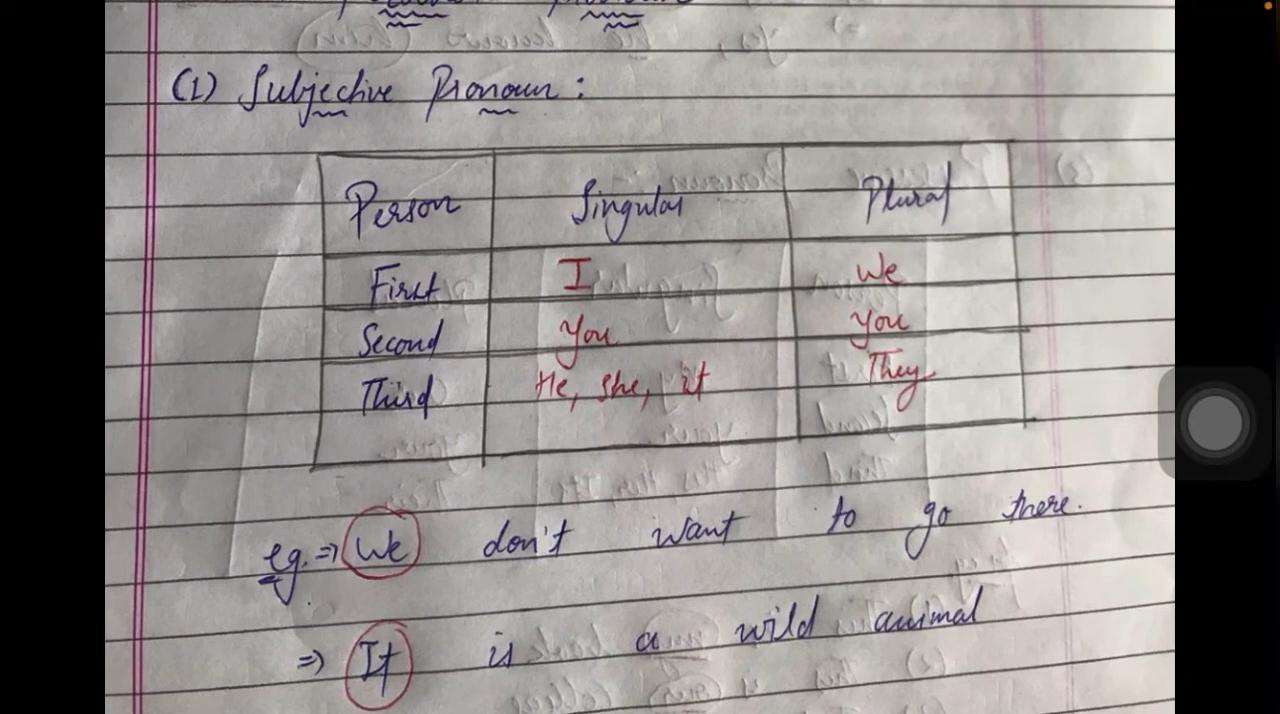 (1) Subjective Pronoun :
Person Singular Plural
First I We
Second You You
Third He, she, it They
eg. ⇒ We don't want to go there.
⇒ It is a wild animal